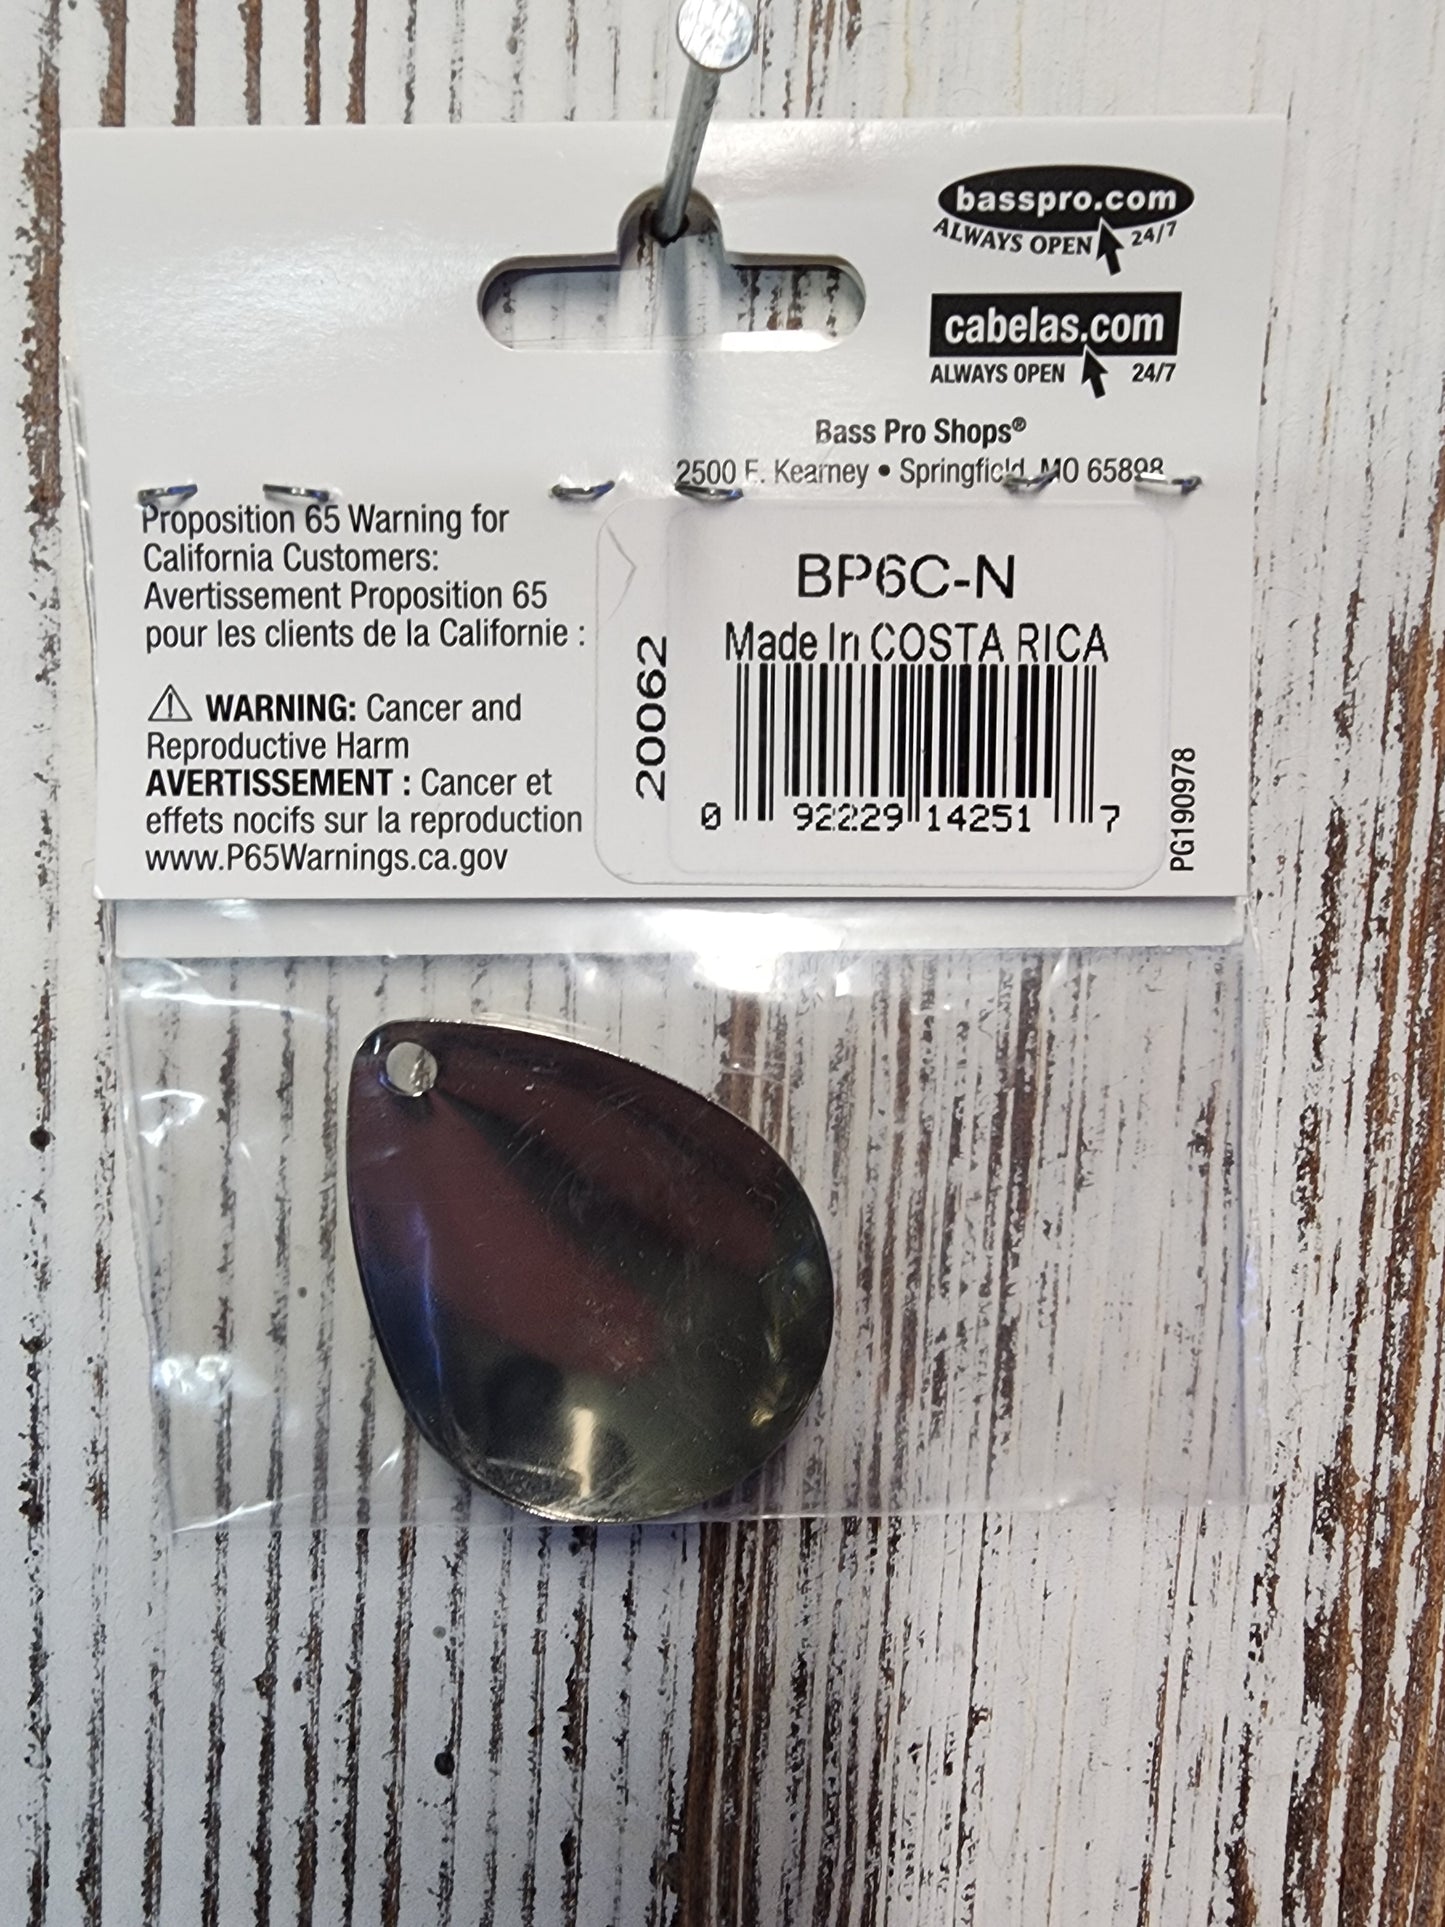 basspro.com
ALWAYS OPEN 24/7
cabelas.com
ALWAYS OPEN 24/7
Bass Pro Shops®
2500 E. Kearney • Springfield, MO 65898
Proposition 65 Warning for
California Customers:
Avertissement Proposition 65
pour les clients de la Californie :
⚠ WARNING: Cancer and
Reproductive Harm
AVERTISSEMENT : Cancer et
effets nocifs sur la reproduction
www.P65Warnings.ca.gov
BP6C-N
Made In COSTA RICA
20062
0 92229 14251 7
PG190978